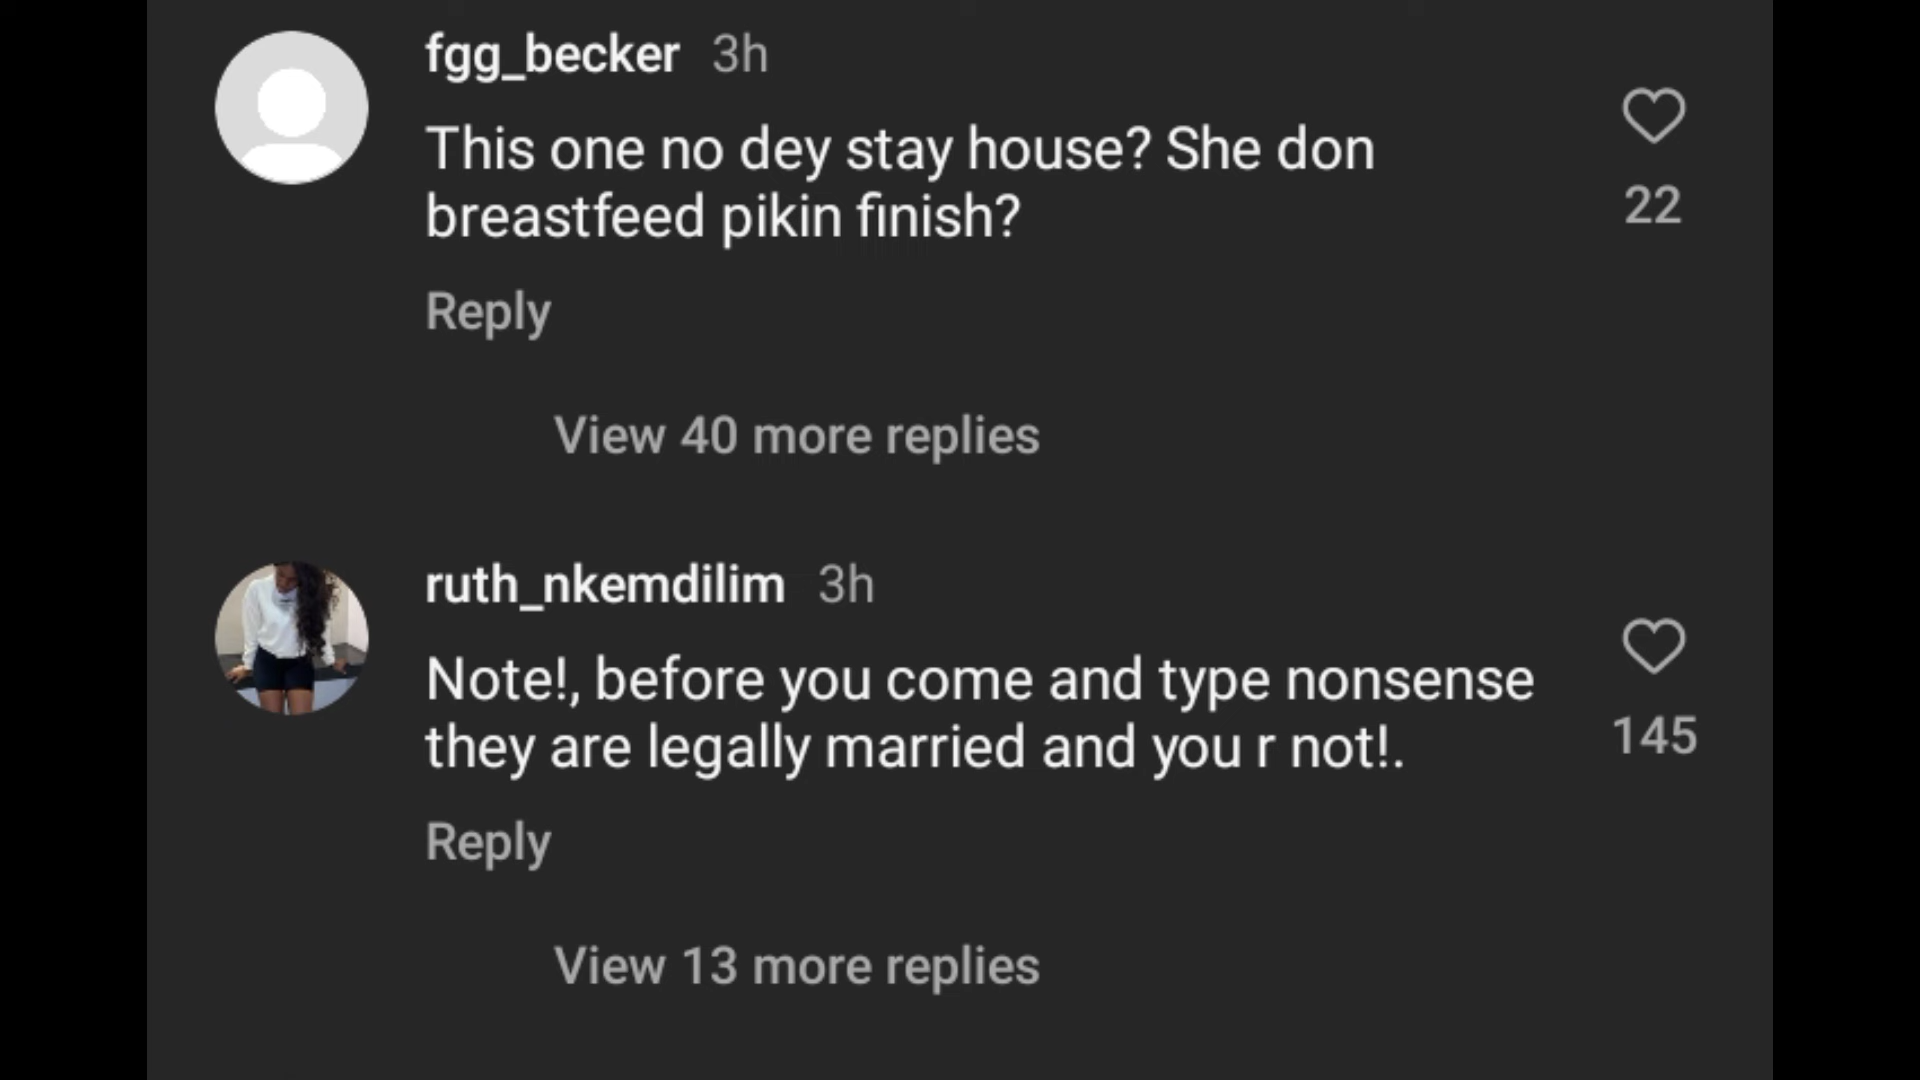 fgg_becker 3h
This one no dey stay house? She don
breastfeed pikin finish?
22
Reply
View 40 more replies
ruth_nkemdilim 3h
Note!, before you come and type nonsense
they are legally married and you r not!.
145
Reply
View 13 more replies